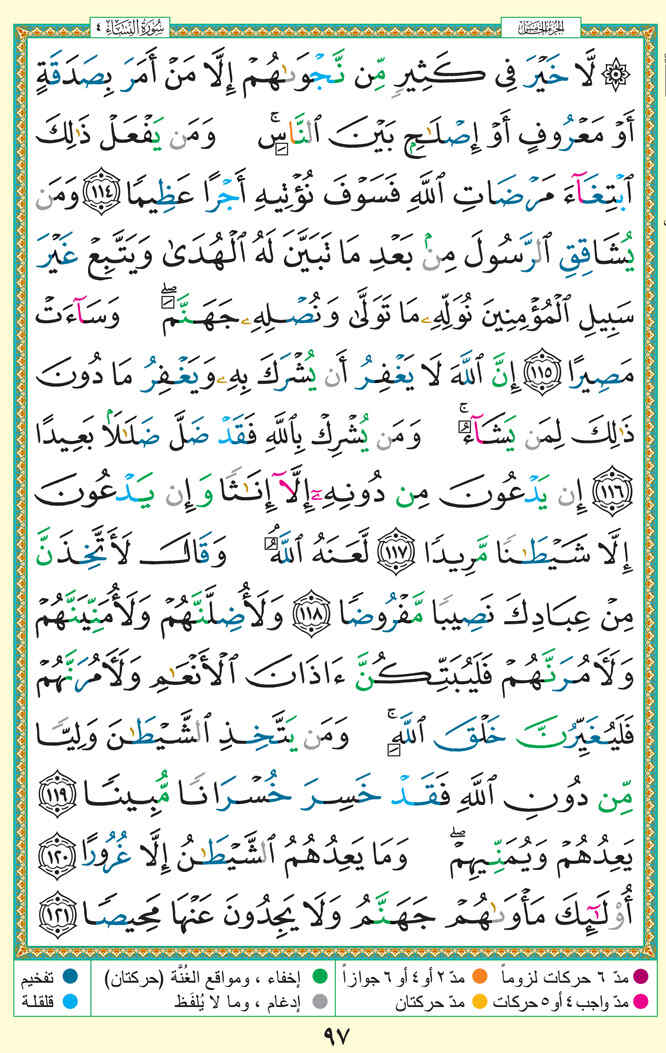 سُورَةُ النِّسَاءِ ٤
الجزء الخامس
۞ لَّا خَيْرَ فِى كَثِيرٍ مِّن نَّجْوَىٰهُمْ إِلَّا مَنْ أَمَرَ بِصَدَقَةٍ
أَوْ مَعْرُوفٍ أَوْ إِصْلَٰحٍۭ بَيْنَ ٱلنَّاسِ ۚ وَمَن يَفْعَلْ ذَٰلِكَ
ٱبْتِغَآءَ مَرْضَاتِ ٱللَّهِ فَسَوْفَ نُؤْتِيهِ أَجْرًا عَظِيمًا ﴿١١٤﴾ وَمَن
يُشَاقِقِ ٱلرَّسُولَ مِنۢ بَعْدِ مَا تَبَيَّنَ لَهُ ٱلْهُدَىٰ وَيَتَّبِعْ غَيْرَ
سَبِيلِ ٱلْمُؤْمِنِينَ نُوَلِّهِۦ مَا تَوَلَّىٰ وَنُصْلِهِۦ جَهَنَّمَ ۖ وَسَآءَتْ
مَصِيرًا ﴿١١٥﴾ إِنَّ ٱللَّهَ لَا يَغْفِرُ أَن يُشْرَكَ بِهِۦ وَيَغْفِرُ مَا دُونَ
ذَٰلِكَ لِمَن يَشَآءُ ۚ وَمَن يُشْرِكْ بِٱللَّهِ فَقَدْ ضَلَّ ضَلَٰلًۢا بَعِيدًا
﴿١١٦﴾ إِن يَدْعُونَ مِن دُونِهِۦٓ إِلَّآ إِنَٰثًا وَإِن يَدْعُونَ
إِلَّا شَيْطَٰنًا مَّرِيدًا ﴿١١٧﴾ لَّعَنَهُ ٱللَّهُ ۘ وَقَالَ لَأَتَّخِذَنَّ
مِنْ عِبَادِكَ نَصِيبًا مَّفْرُوضًا ﴿١١٨﴾ وَلَأُضِلَّنَّهُمْ وَلَأُمَنِّيَنَّهُمْ
وَلَءَامُرَنَّهُمْ فَلَيُبَتِّكُنَّ ءَاذَانَ ٱلْأَنْعَٰمِ وَلَءَامُرَنَّهُمْ
فَلَيُغَيِّرُنَّ خَلْقَ ٱللَّهِ ۚ وَمَن يَتَّخِذِ ٱلشَّيْطَٰنَ وَلِيًّا
مِّن دُونِ ٱللَّهِ فَقَدْ خَسِرَ خُسْرَانًا مُّبِينًا ﴿١١٩﴾
يَعِدُهُمْ وَيُمَنِّيهِمْ ۖ وَمَا يَعِدُهُمُ ٱلشَّيْطَٰنُ إِلَّا غُرُورًا ﴿١٢٠﴾
أُو۟لَٰٓئِكَ مَأْوَىٰهُمْ جَهَنَّمُ وَلَا يَجِدُونَ عَنْهَا مَحِيصًا ﴿١٢١﴾
مدّ ٦ حركات لزوماً ● مدّ ٢ أو ٤ أو ٦ جوازاً ● إخفاء ، ومواقع الغُنَّة (حركتان) ● تفخيم
مدّ واجب ٤ أو ٥ حركات ● مدّ حركتان ● إدغام ، وما لا يُلفَظ ● قلقلة
٩٧